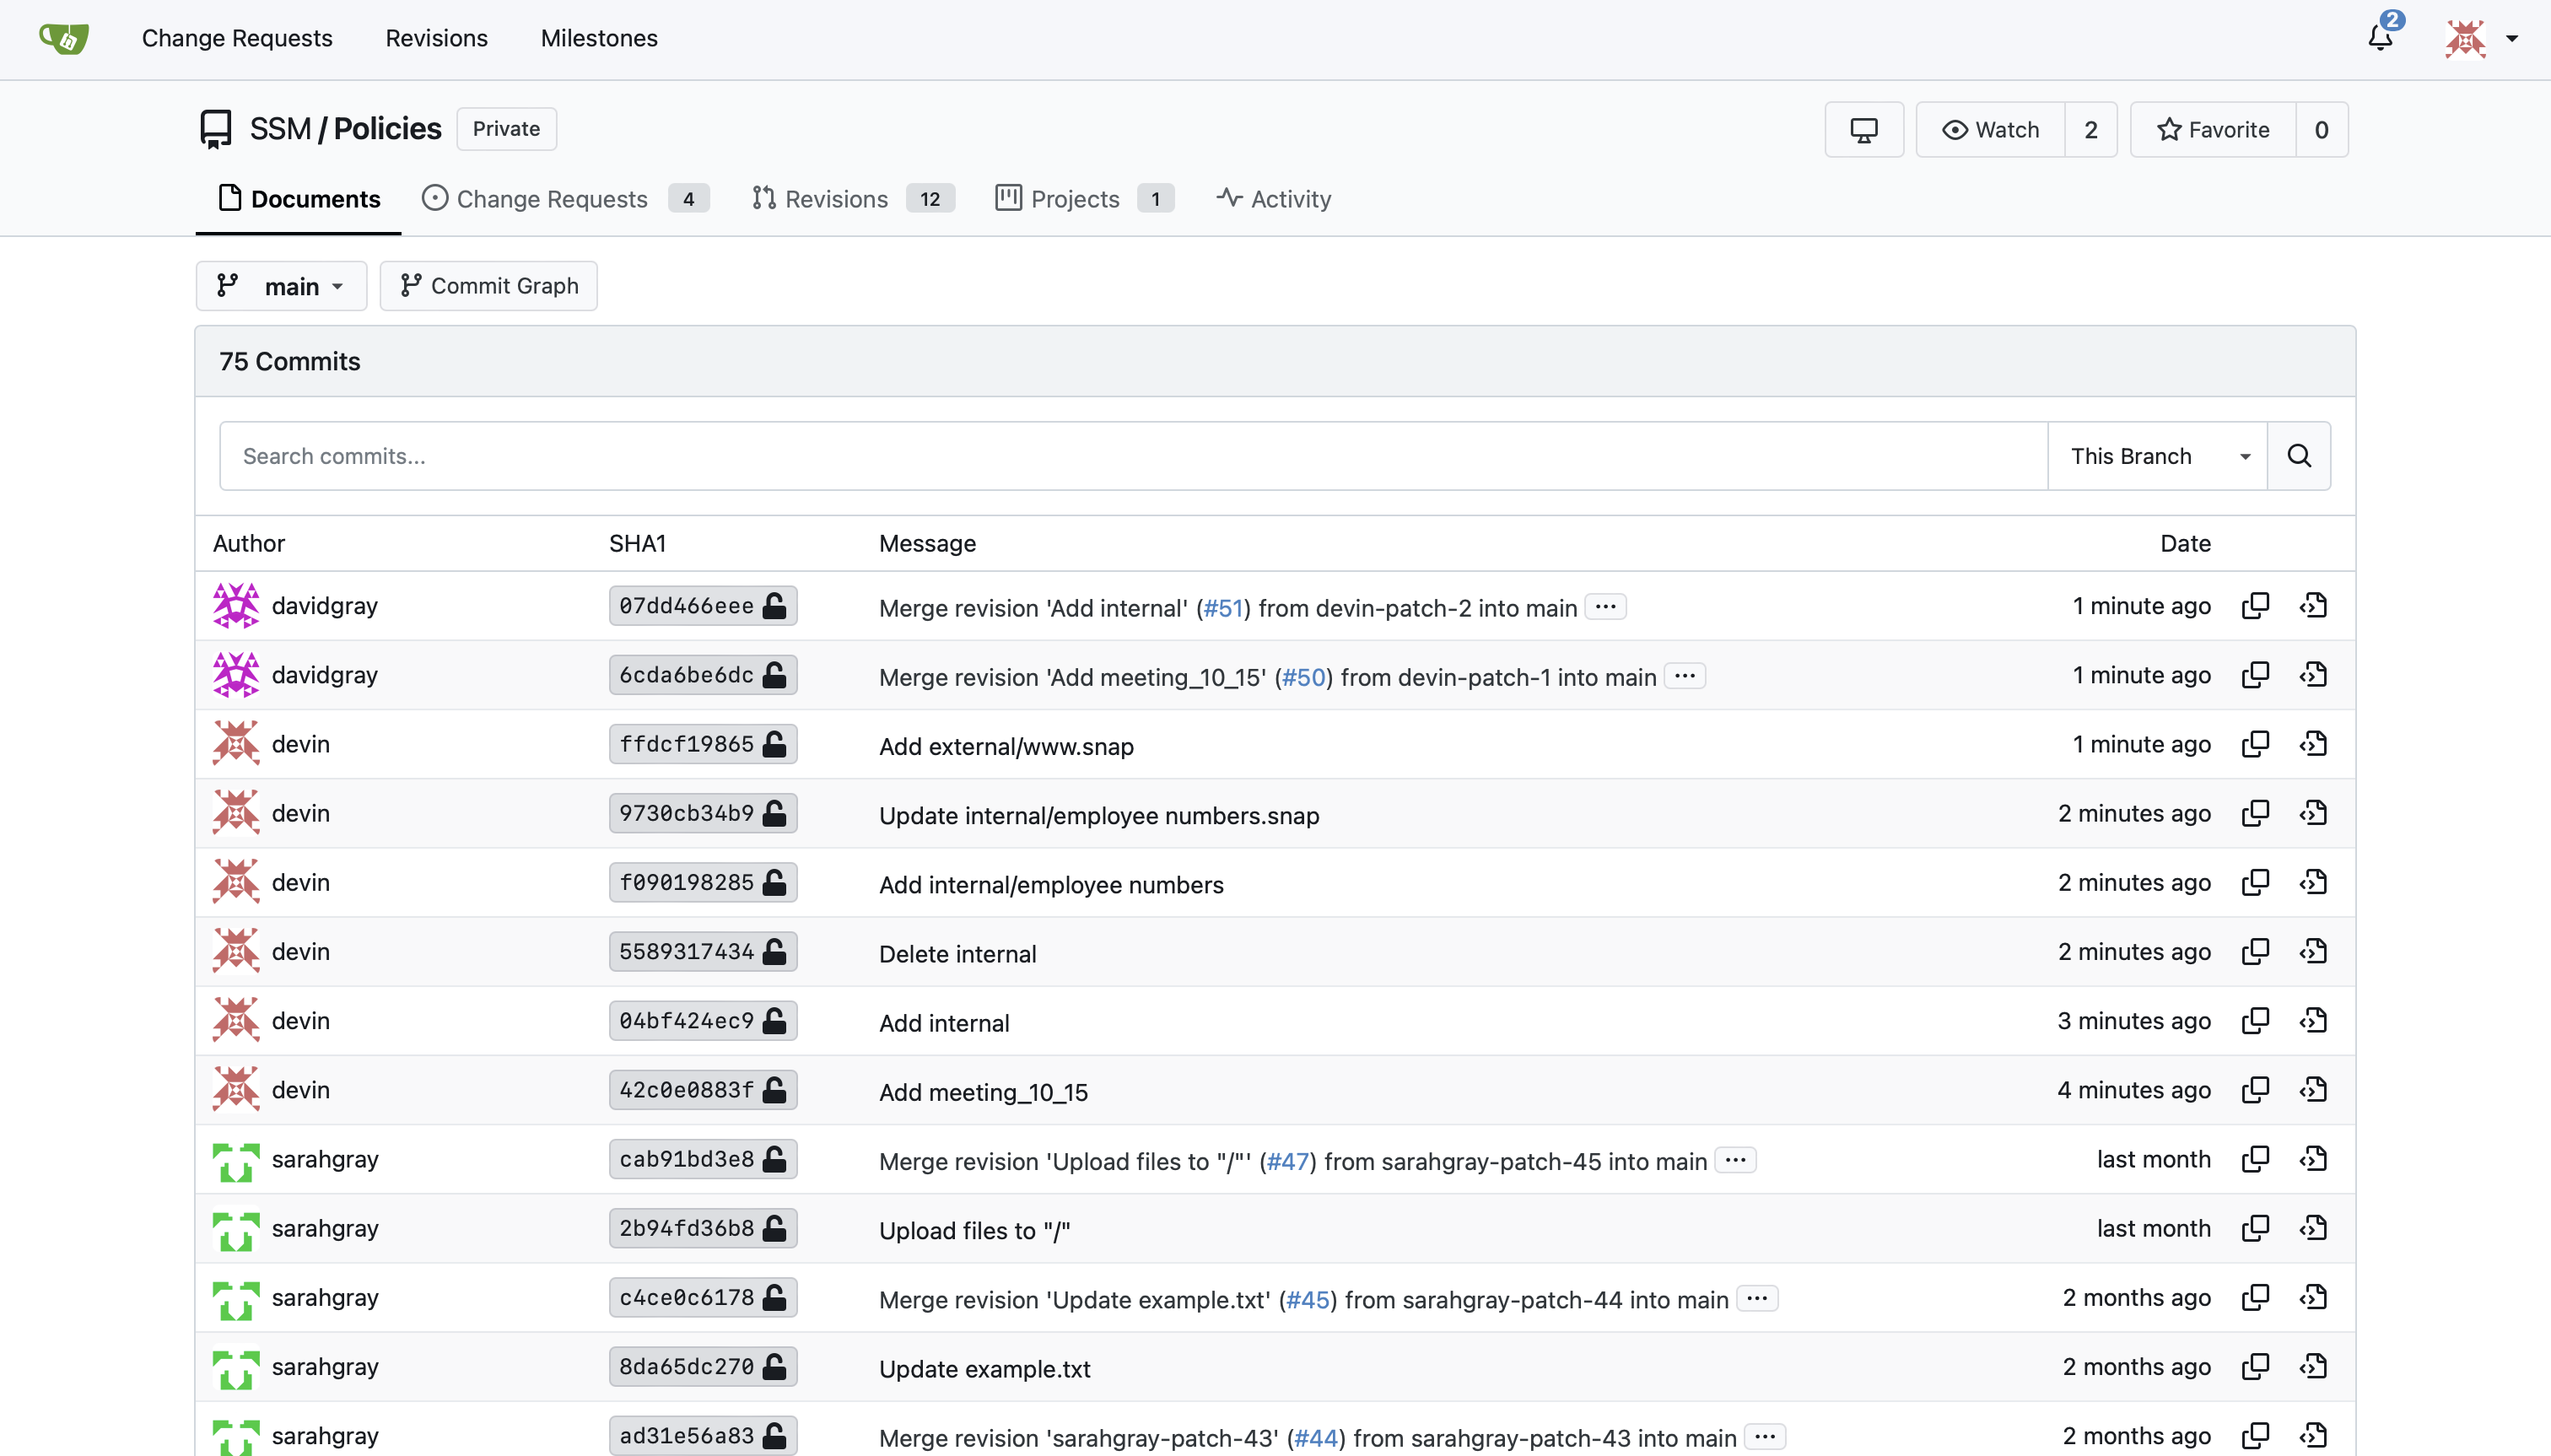 Change Requests Revisions Milestones 2
SSM / Policies Private Watch 2 Favorite 0
Documents Change Requests 4 Revisions 12 Projects 1 Activity
main Commit Graph
75 Commits
Search commits... This Branch
Author SHA1 Message Date
davidgray 07dd466eee Merge revision 'Add internal' (#51) from devin-patch-2 into main ... 1 minute ago
davidgray 6cda6be6dc Merge revision 'Add meeting_10_15' (#50) from devin-patch-1 into main ... 1 minute ago
devin ffdcf19865 Add external/www.snap 1 minute ago
devin 9730cb34b9 Update internal/employee numbers.snap 2 minutes ago
devin f090198285 Add internal/employee numbers 2 minutes ago
devin 5589317434 Delete internal 2 minutes ago
devin 04bf424ec9 Add internal 3 minutes ago
devin 42c0e0883f Add meeting_10_15 4 minutes ago
sarahgray cab91bd3e8 Merge revision 'Upload files to "/"' (#47) from sarahgray-patch-45 into main ... last month
sarahgray 2b94fd36b8 Upload files to "/" last month
sarahgray c4ce0c6178 Merge revision 'Update example.txt' (#45) from sarahgray-patch-44 into main ... 2 months ago
sarahgray 8da65dc270 Update example.txt 2 months ago
sarahgray ad31e56a83 Merge revision 'sarahgray-patch-43' (#44) from sarahgray-patch-43 into main ... 2 months ago